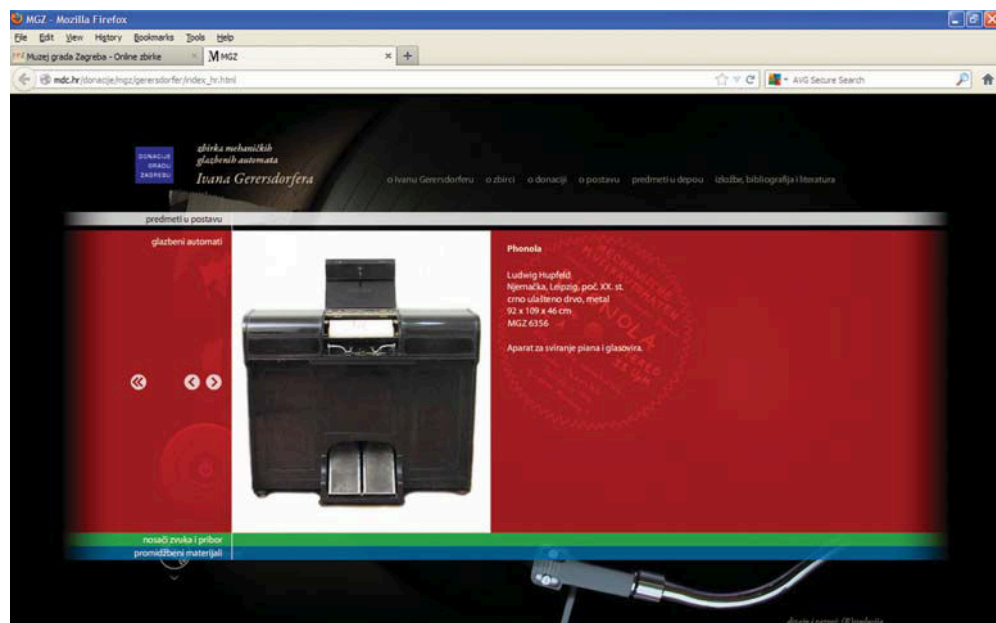 MGZ - Mozilla Firefox
File Edit View History Bookmarks Tools Help
Muzej grada Zagreba - Online zbirke
MGZ
mdc.hr/donacije/mgz/gerersdorfer/index_hr.html
AVG Secure Search
DONACIJE
GRADU
ZAGREBU
zbirka mehaničkih
glazbenih automata
Ivana Gerersdorfera
o Ivanu Gerersdorferu o zbirci o donaciji o postavu predmeti u depou izložbe, bibliografija i literatura
predmeti u postavu
glazbeni automati
Phonola
Ludwig Hupfeld
Njemačka, Leipzig, poč. XX. st.
crno ulašteno drvo, metal
92 x 109 x 46 cm
MGZ 6356
Aparat za sviranje piana i glasovira.
nosači zvuka i pribor
promidžbeni materijali